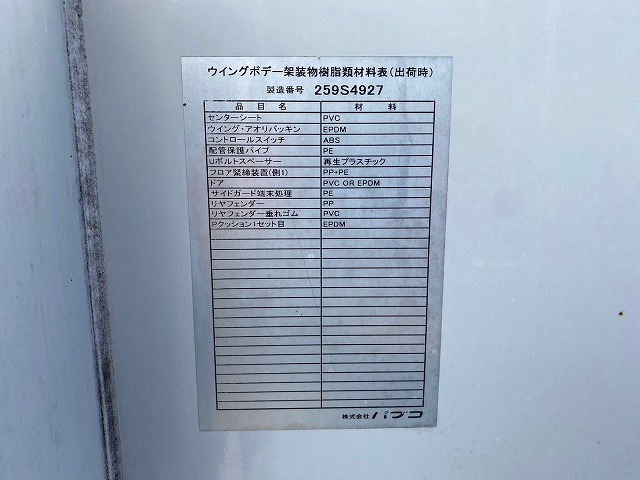 ウイングボデー架装物樹脂類材料表(出荷時)
製造番号 259S4927
品目名 材料
センターシート PVC
ウイング・アオリパッキン EPDM
コントロールスイッチ ABS
配管保護パイプ PE
Uボルトスペーサー 再生プラスチック
フロア緊締装置(側1) PP+PE
ドア PVC OR EPDM
サイドガード端末処理 PE
リヤフェンダー PP
リヤフェンダー垂れゴム PVC
Pクッション1セット目 EPDM
株式会社パブコ